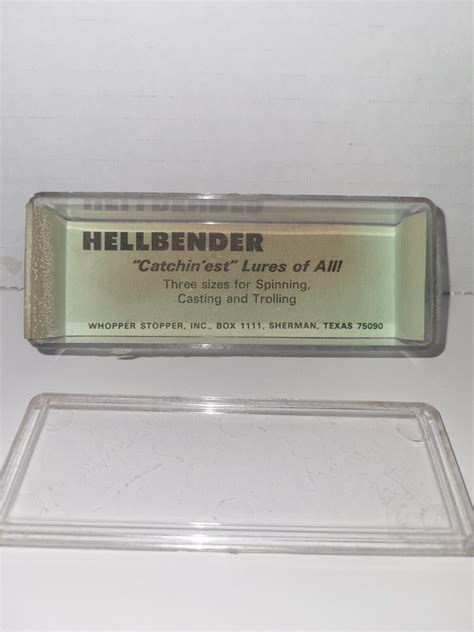 HELLBENDER
HELLBENDER
"Catchin'est" Lures of All!
Three sizes for Spinning,
Casting and Trolling
WHOPPER STOPPER, INC., BOX 1111, SHERMAN, TEXAS 75090